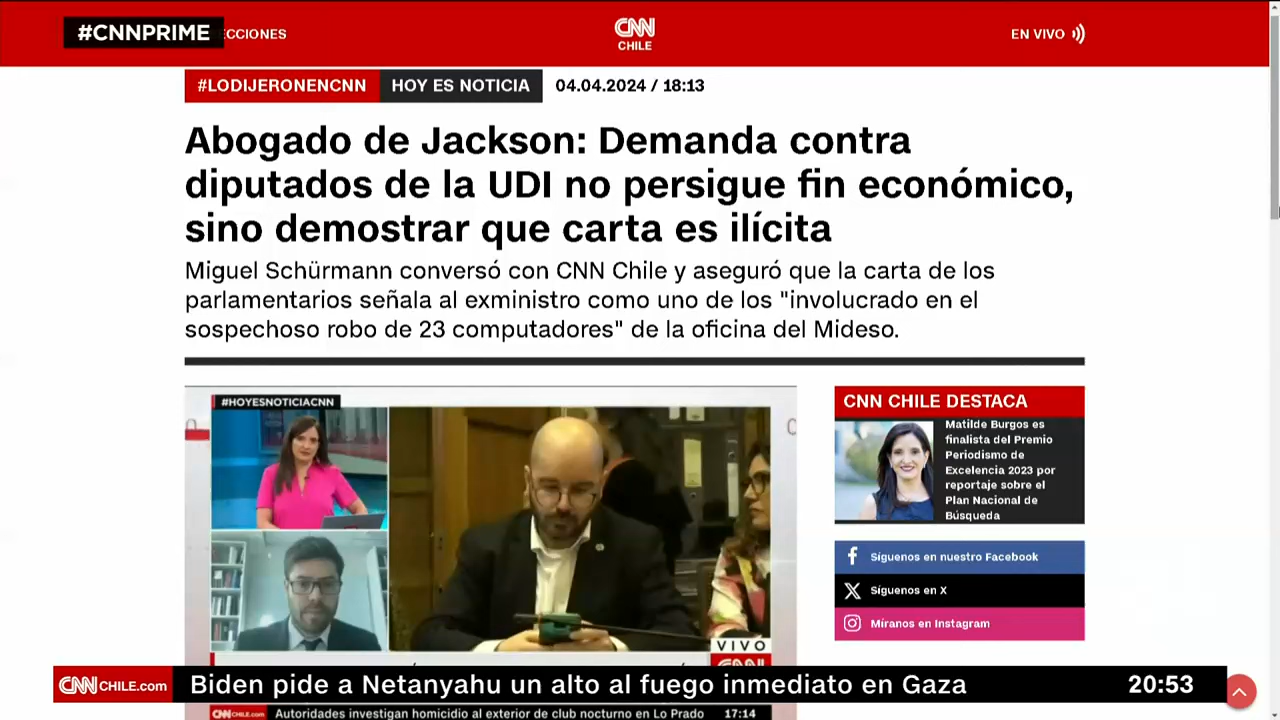 #CNNPRIME
ECCIONES
CNN
CHILE
EN VIVO
#LODIJERONENCNN HOY ES NOTICIA 04.04.2024 / 18:13
Abogado de Jackson: Demanda contra
diputados de la UDI no persigue fin económico,
sino demostrar que carta es ilícita
Miguel Schürmann conversó con CNN Chile y aseguró que la carta de los
parlamentarios señala al exministro como uno de los "involucrado en el
sospechoso robo de 23 computadores" de la oficina del Mideso.
#HOYESNOTICIACNN
VIVO
CNN
CNN CHILE DESTACA
Matilde Burgos es
finalista del Premio
Periodismo de
Excelencia 2023 por
reportaje sobre el
Plan Nacional de
Búsqueda
Síguenos en nuestro Facebook
Síguenos en X
Míranos en Instagram
CNNCHILE.com Biden pide a Netanyahu un alto al fuego inmediato en Gaza 20:53
CNNCHILE.com Autoridades investigan homicidio al exterior de club nocturno en Lo Prado 17:14